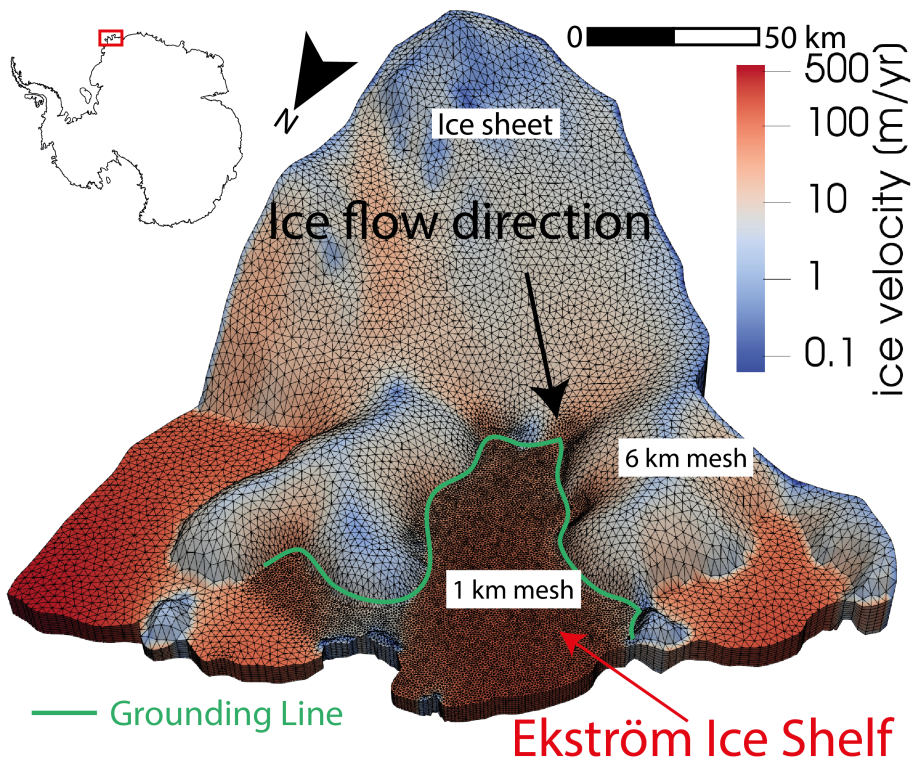 0 50 km
500
100
10
1
0.1
ice velocity (m/yr)
N
Ice sheet
Ice flow direction
6 km mesh
1 km mesh
Grounding Line
Ekström Ice Shelf